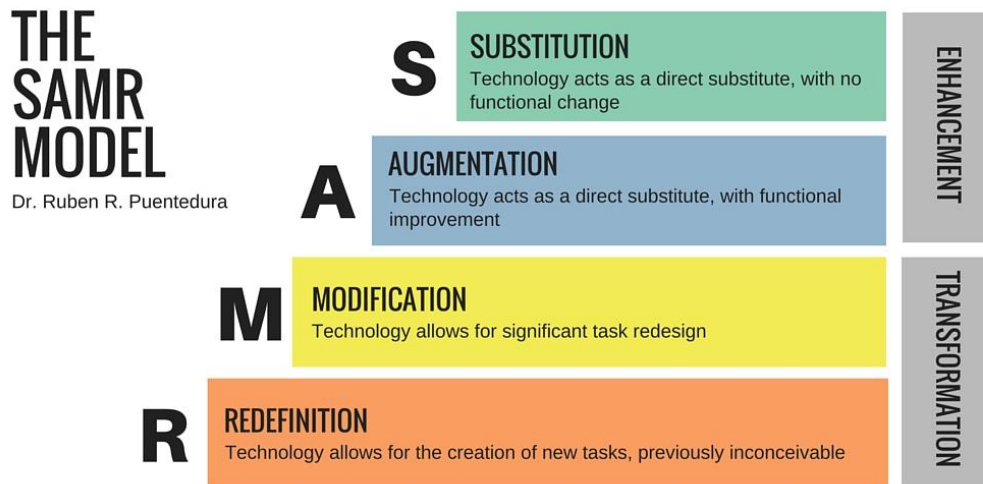 THE
SAMR
MODEL
Dr. Ruben R. Puentedura
S
SUBSTITUTION
Technology acts as a direct substitute, with no
functional change
A
AUGMENTATION
Technology acts as a direct substitute, with functional
improvement
ENHANCEMENT
M
MODIFICATION
Technology allows for significant task redesign
R
REDEFINITION
Technology allows for the creation of new tasks, previously inconceivable
TRANSFORMATION